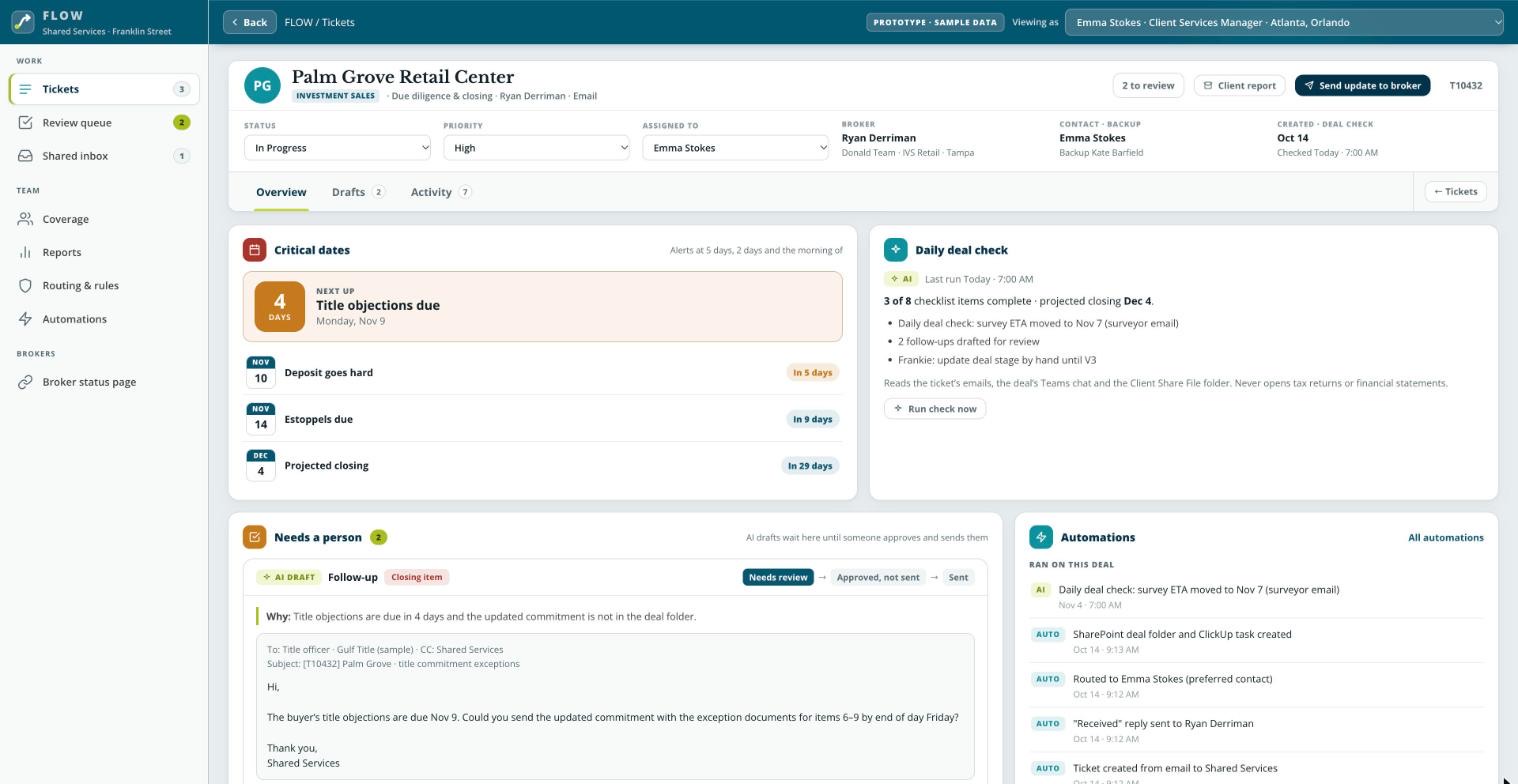 FLOW
Shared Services · Franklin Street
Back
FLOW / Tickets
PROTOTYPE · SAMPLE DATA
Viewing as
Emma Stokes · Client Services Manager · Atlanta, Orlando
WORK
Tickets 3
Review queue 2
Shared inbox 1
TEAM
Coverage
Reports
Routing & rules
Automations
BROKERS
Broker status page
PG
Palm Grove Retail Center
INVESTMENT SALES · Due diligence & closing · Ryan Derriman · Email
2 to review
Client report
Send update to broker
T10432
STATUS
In Progress
PRIORITY
High
ASSIGNED TO
Emma Stokes
BROKER
Ryan Derriman
Donald Team · IVS Retail · Tampa
CONTACT · BACKUP
Emma Stokes
Backup Kate Barfield
CREATED · DEAL CHECK
Oct 14
Checked Today · 7:00 AM
Overview
Drafts 2
Activity 7
← Tickets
Critical dates
Alerts at 5 days, 2 days and the morning of
4
DAYS
NEXT UP
Title objections due
Monday, Nov 9
NOV
10
Deposit goes hard
In 5 days
NOV
14
Estoppels due
In 9 days
DEC
4
Projected closing
In 29 days
Daily deal check
AI
Last run Today · 7:00 AM
3 of 8 checklist items complete · projected closing Dec 4.
• Daily deal check: survey ETA moved to Nov 7 (surveyor email)
• 2 follow-ups drafted for review
• Frankie: update deal stage by hand until V3
Reads the ticket's emails, the deal's Teams chat and the Client Share File folder. Never opens tax returns or financial statements.
Run check now
Needs a person 2
AI drafts wait here until someone approves and sends them
AI DRAFT
Follow-up
Closing item
Needs review → Approved, not sent → Sent
Why: Title objections are due in 4 days and the updated commitment is not in the deal folder.
To: Title officer · Gulf Title (sample) · CC: Shared Services
Subject: [T10432] Palm Grove · title commitment exceptions
Hi,
The buyer's title objections are due Nov 9. Could you send the updated commitment with the exception documents for items 6–9 by end of day Friday?
Thank you,
Shared Services
Automations
All automations
RAN ON THIS DEAL
AI
Daily deal check: survey ETA moved to Nov 7 (surveyor email)
Nov 4 · 7:00 AM
AUTO
SharePoint deal folder and ClickUp task created
Oct 14 · 9:13 AM
AUTO
Routed to Emma Stokes (preferred contact)
Oct 14 · 9:12 AM
AUTO
"Received" reply sent to Ryan Derriman
Oct 14 · 9:12 AM
AUTO
Ticket created from email to Shared Services
Oct 14 · 9:12 AM